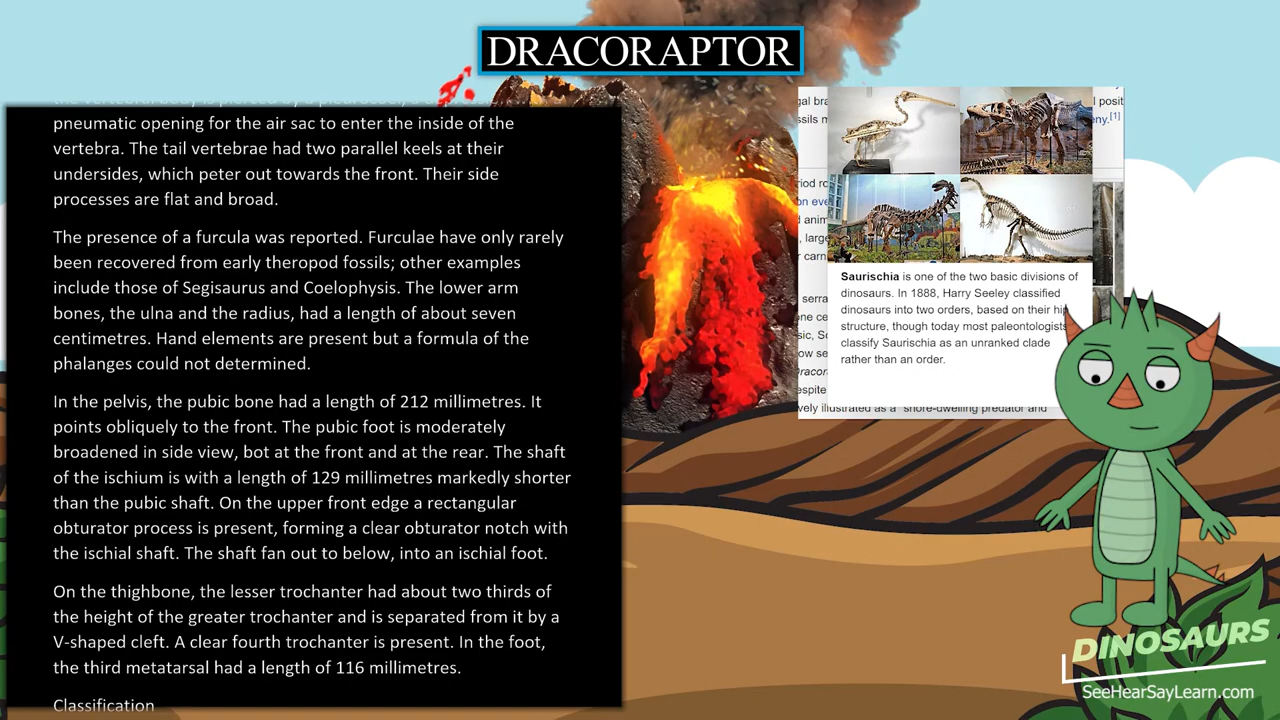 DRACORAPTOR
pneumatic opening for the air sac to enter the inside of the
vertebra. The tail vertebrae had two parallel keels at their
undersides, which peter out towards the front. Their side
processes are flat and broad.
The presence of a furcula was reported. Furculae have only rarely
been recovered from early theropod fossils; other examples
include those of Segisaurus and Coelophysis. The lower arm
bones, the ulna and the radius, had a length of about seven
centimetres. Hand elements are present but a formula of the
phalanges could not determined.
In the pelvis, the pubic bone had a length of 212 millimetres. It
points obliquely to the front. The pubic foot is moderately
broadened in side view, bot at the front and at the rear. The shaft
of the ischium is with a length of 129 millimetres markedly shorter
than the pubic shaft. On the upper front edge a rectangular
obturator process is present, forming a clear obturator notch with
the ischial shaft. The shaft fan out to below, into an ischial foot.
On the thighbone, the lesser trochanter had about two thirds of
the height of the greater trochanter and is separated from it by a
V-shaped cleft. A clear fourth trochanter is present. In the foot,
the third metatarsal had a length of 116 millimetres.
Classification
Saurischia is one of the two basic divisions of
dinosaurs. In 1888, Harry Seeley classified
dinosaurs into two orders, based on their hip
structure, though today most paleontologists
classify Saurischia as an unranked clade
rather than an order.
vely illustrated as a "shore-dwelling predator and
DINOSAURS
SeeHearSayLearn.com